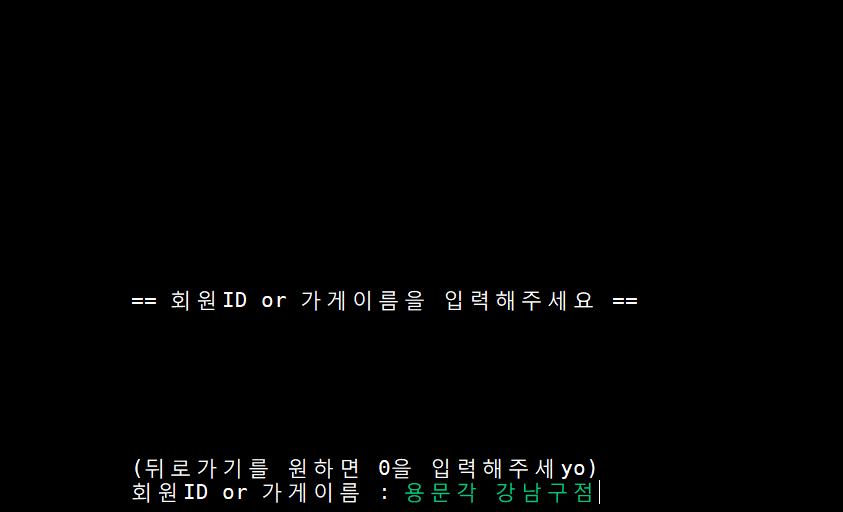 == 회원ID or 가게이름을 입력해주세요 ==
(뒤로가기를 원하면 0을 입력해주세yo)
회원ID or 가게이름 : 용문각 강남구점